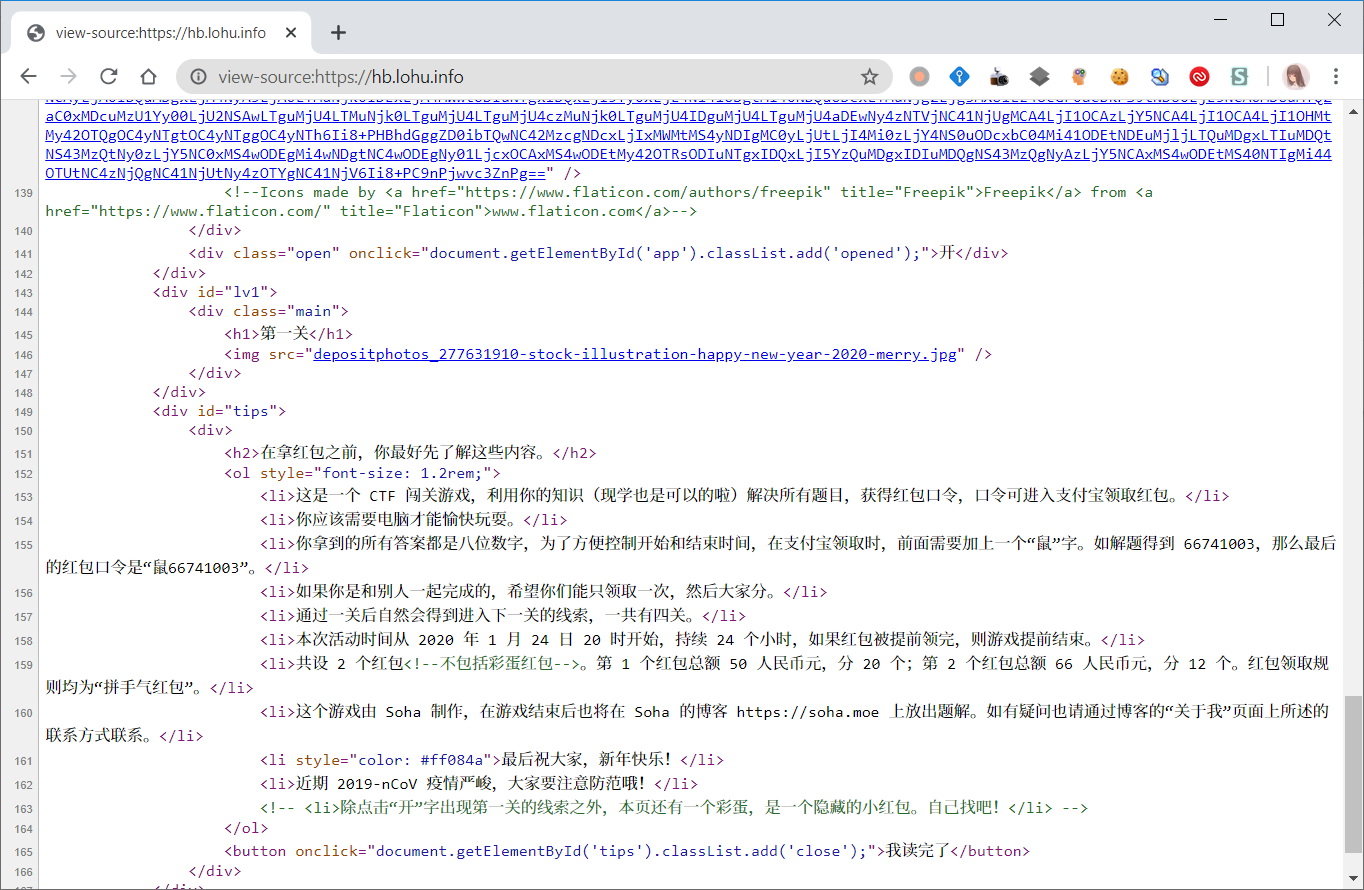 view-source:https://hb.lohu.info
view-source:https://hb.lohu.info
" />
139 <!--Icons made by <a href="https://www.flaticon.com/authors/freepik" title="Freepik">Freepik</a> from <a
href="https://www.flaticon.com/" title="Flaticon">www.flaticon.com</a>-->
140 </div>
141 <div class="open" onclick="document.getElementById('app').classList.add('opened');">开</div>
142 </div>
143 <div id="lv1">
144 <div class="main">
145 <h1>第一关</h1>
146 <img src="depositphotos_277631910-stock-illustration-happy-new-year-2020-merry.jpg" />
147 </div>
148 </div>
149 <div id="tips">
150 <div>
151 <h2>在拿红包之前，你最好先了解这些内容。</h2>
152 <ol style="font-size: 1.2rem;">
153 <li>这是一个 CTF 闯关游戏，利用你的知识（现学也是可以的啦）解决所有题目，获得红包口令，口令可进入支付宝领取红包。</li>
154 <li>你应该需要电脑才能愉快玩耍。</li>
155 <li>你拿到的所有答案都是八位数字，为了方便控制开始和结束时间，在支付宝领取时，前面需要加上一个“鼠”字。如解题得到 66741003，那么最后
的红包口令是“鼠66741003”。</li>
156 <li>如果你是和别人一起完成的，希望你们能只领取一次，然后大家分。</li>
157 <li>通过一关后自然会得到进入下一关的线索，一共有四关。</li>
158 <li>本次活动时间从 2020 年 1 月 24 日 20 时开始，持续 24 个小时，如果红包被提前领完，则游戏提前结束。</li>
159 <li>共设 2 个红包<!--不包括彩蛋红包-->。第 1 个红包总额 50 人民币元，分 20 个；第 2 个红包总额 66 人民币元，分 12 个。红包领取规
则均为“拼手气红包”。</li>
160 <li>这个游戏由 Soha 制作，在游戏结束后也将在 Soha 的博客 https://soha.moe 上放出题解。如有疑问也请通过博客的“关于我”页面上所述的
联系方式联系。</li>
161 <li style="color: #ff084a">最后祝大家，新年快乐！</li>
162 <li>近期 2019-nCoV 疫情严峻，大家要注意防范哦！</li>
163 <!-- <li>除点击“开”字出现第一关的线索之外，本页还有一个彩蛋，是一个隐藏的小红包。自己找吧！</li> -->
164 </ol>
165 <button onclick="document.getElementById('tips').classList.add('close');">我读完了</button>
166 </div>